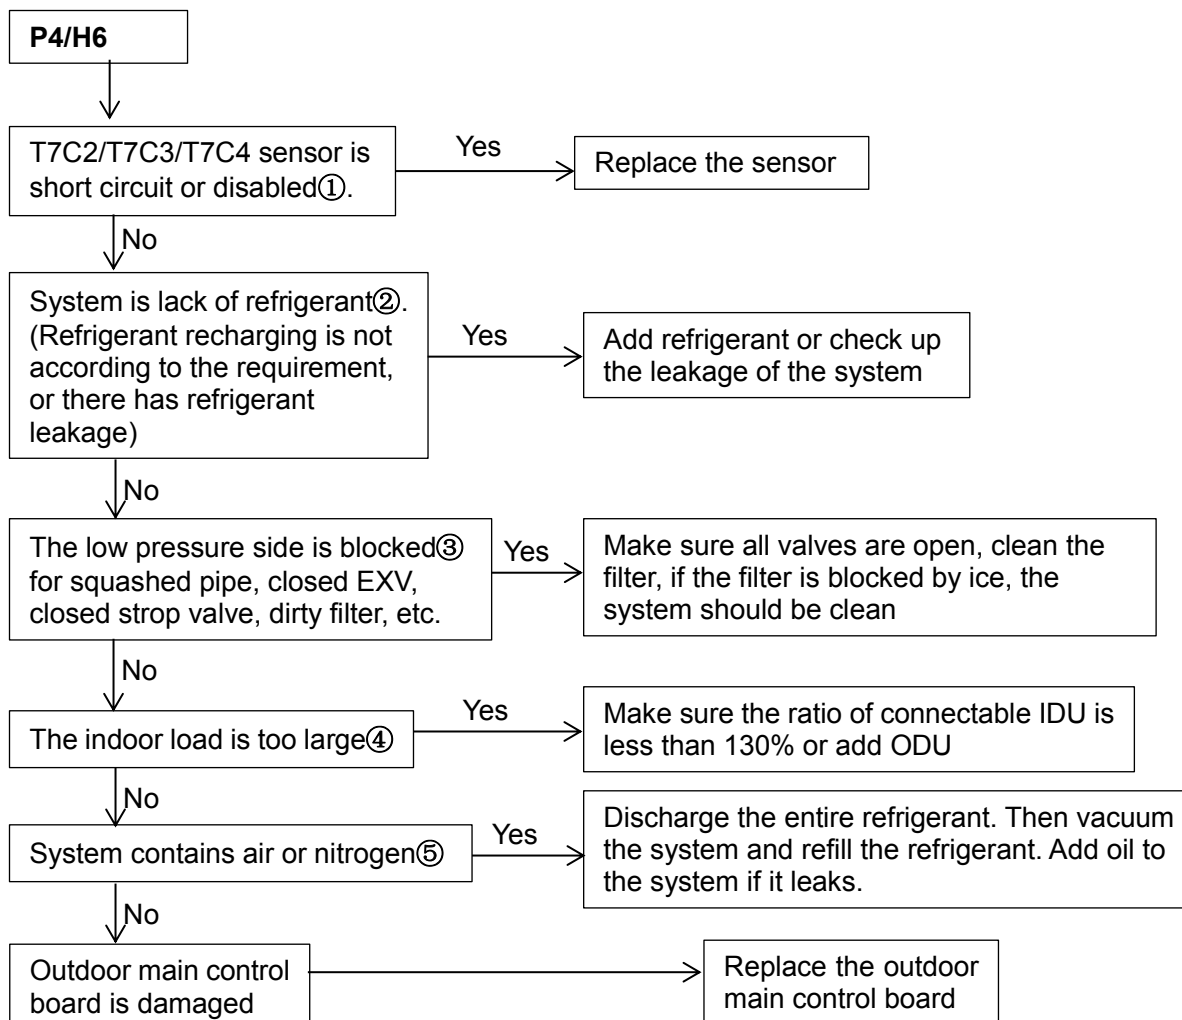 P4/H6
T7C2/T7C3/T7C4 sensor is
short circuit or disabled①.
Yes
Replace the sensor
No
System is lack of refrigerant②.
(Refrigerant recharging is not
according to the requirement,
or there has refrigerant
leakage)
Yes
Add refrigerant or check up
the leakage of the system
No
The low pressure side is blocked③
for squashed pipe, closed EXV,
closed strop valve, dirty filter, etc.
Yes
Make sure all valves are open, clean the
filter, if the filter is blocked by ice, the
system should be clean
No
The indoor load is too large④
Yes
Make sure the ratio of connectable IDU is
less than 130% or add ODU
No
System contains air or nitrogen⑤
Yes
Discharge the entire refrigerant. Then vacuum
the system and refill the refrigerant. Add oil to
the system if it leaks.
No
Outdoor main control
board is damaged
Replace the outdoor
main control board